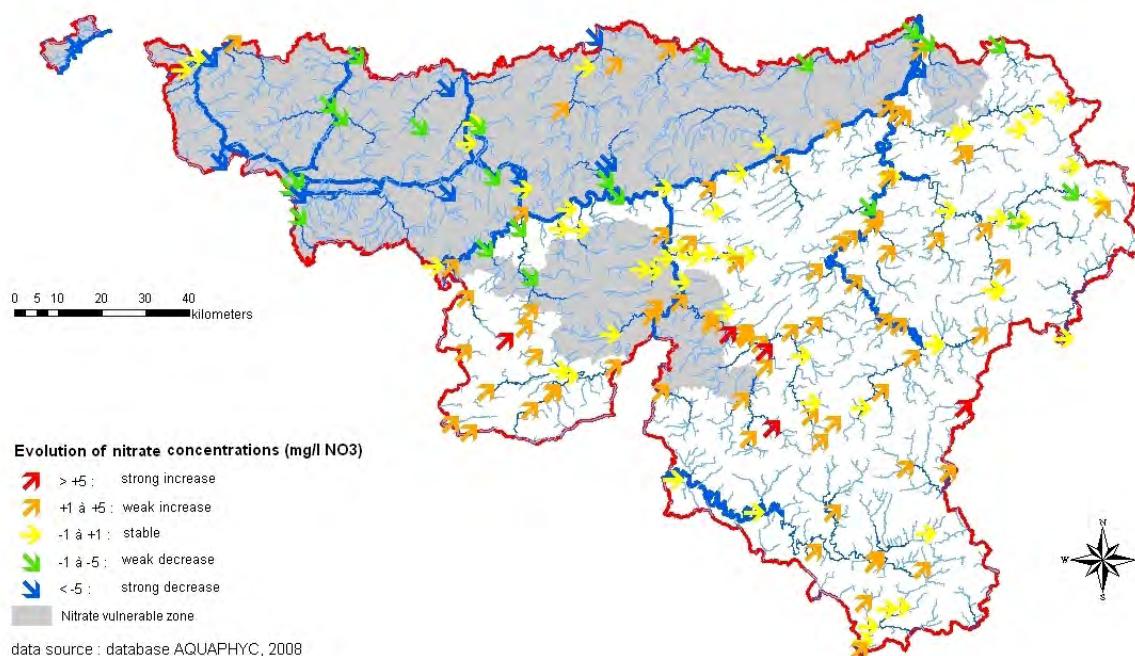 0 5 10 20 30 40
kilometers
Evolution of nitrate concentrations (mg/l NO3)
> +5 : strong increase
+1 à +5 : weak increase
-1 à +1 : stable
-1 à -5 : weak decrease
< -5 : strong decrease
Nitrate vulnerable zone
data source : database AQUAPHYC, 2008
N
W E
S